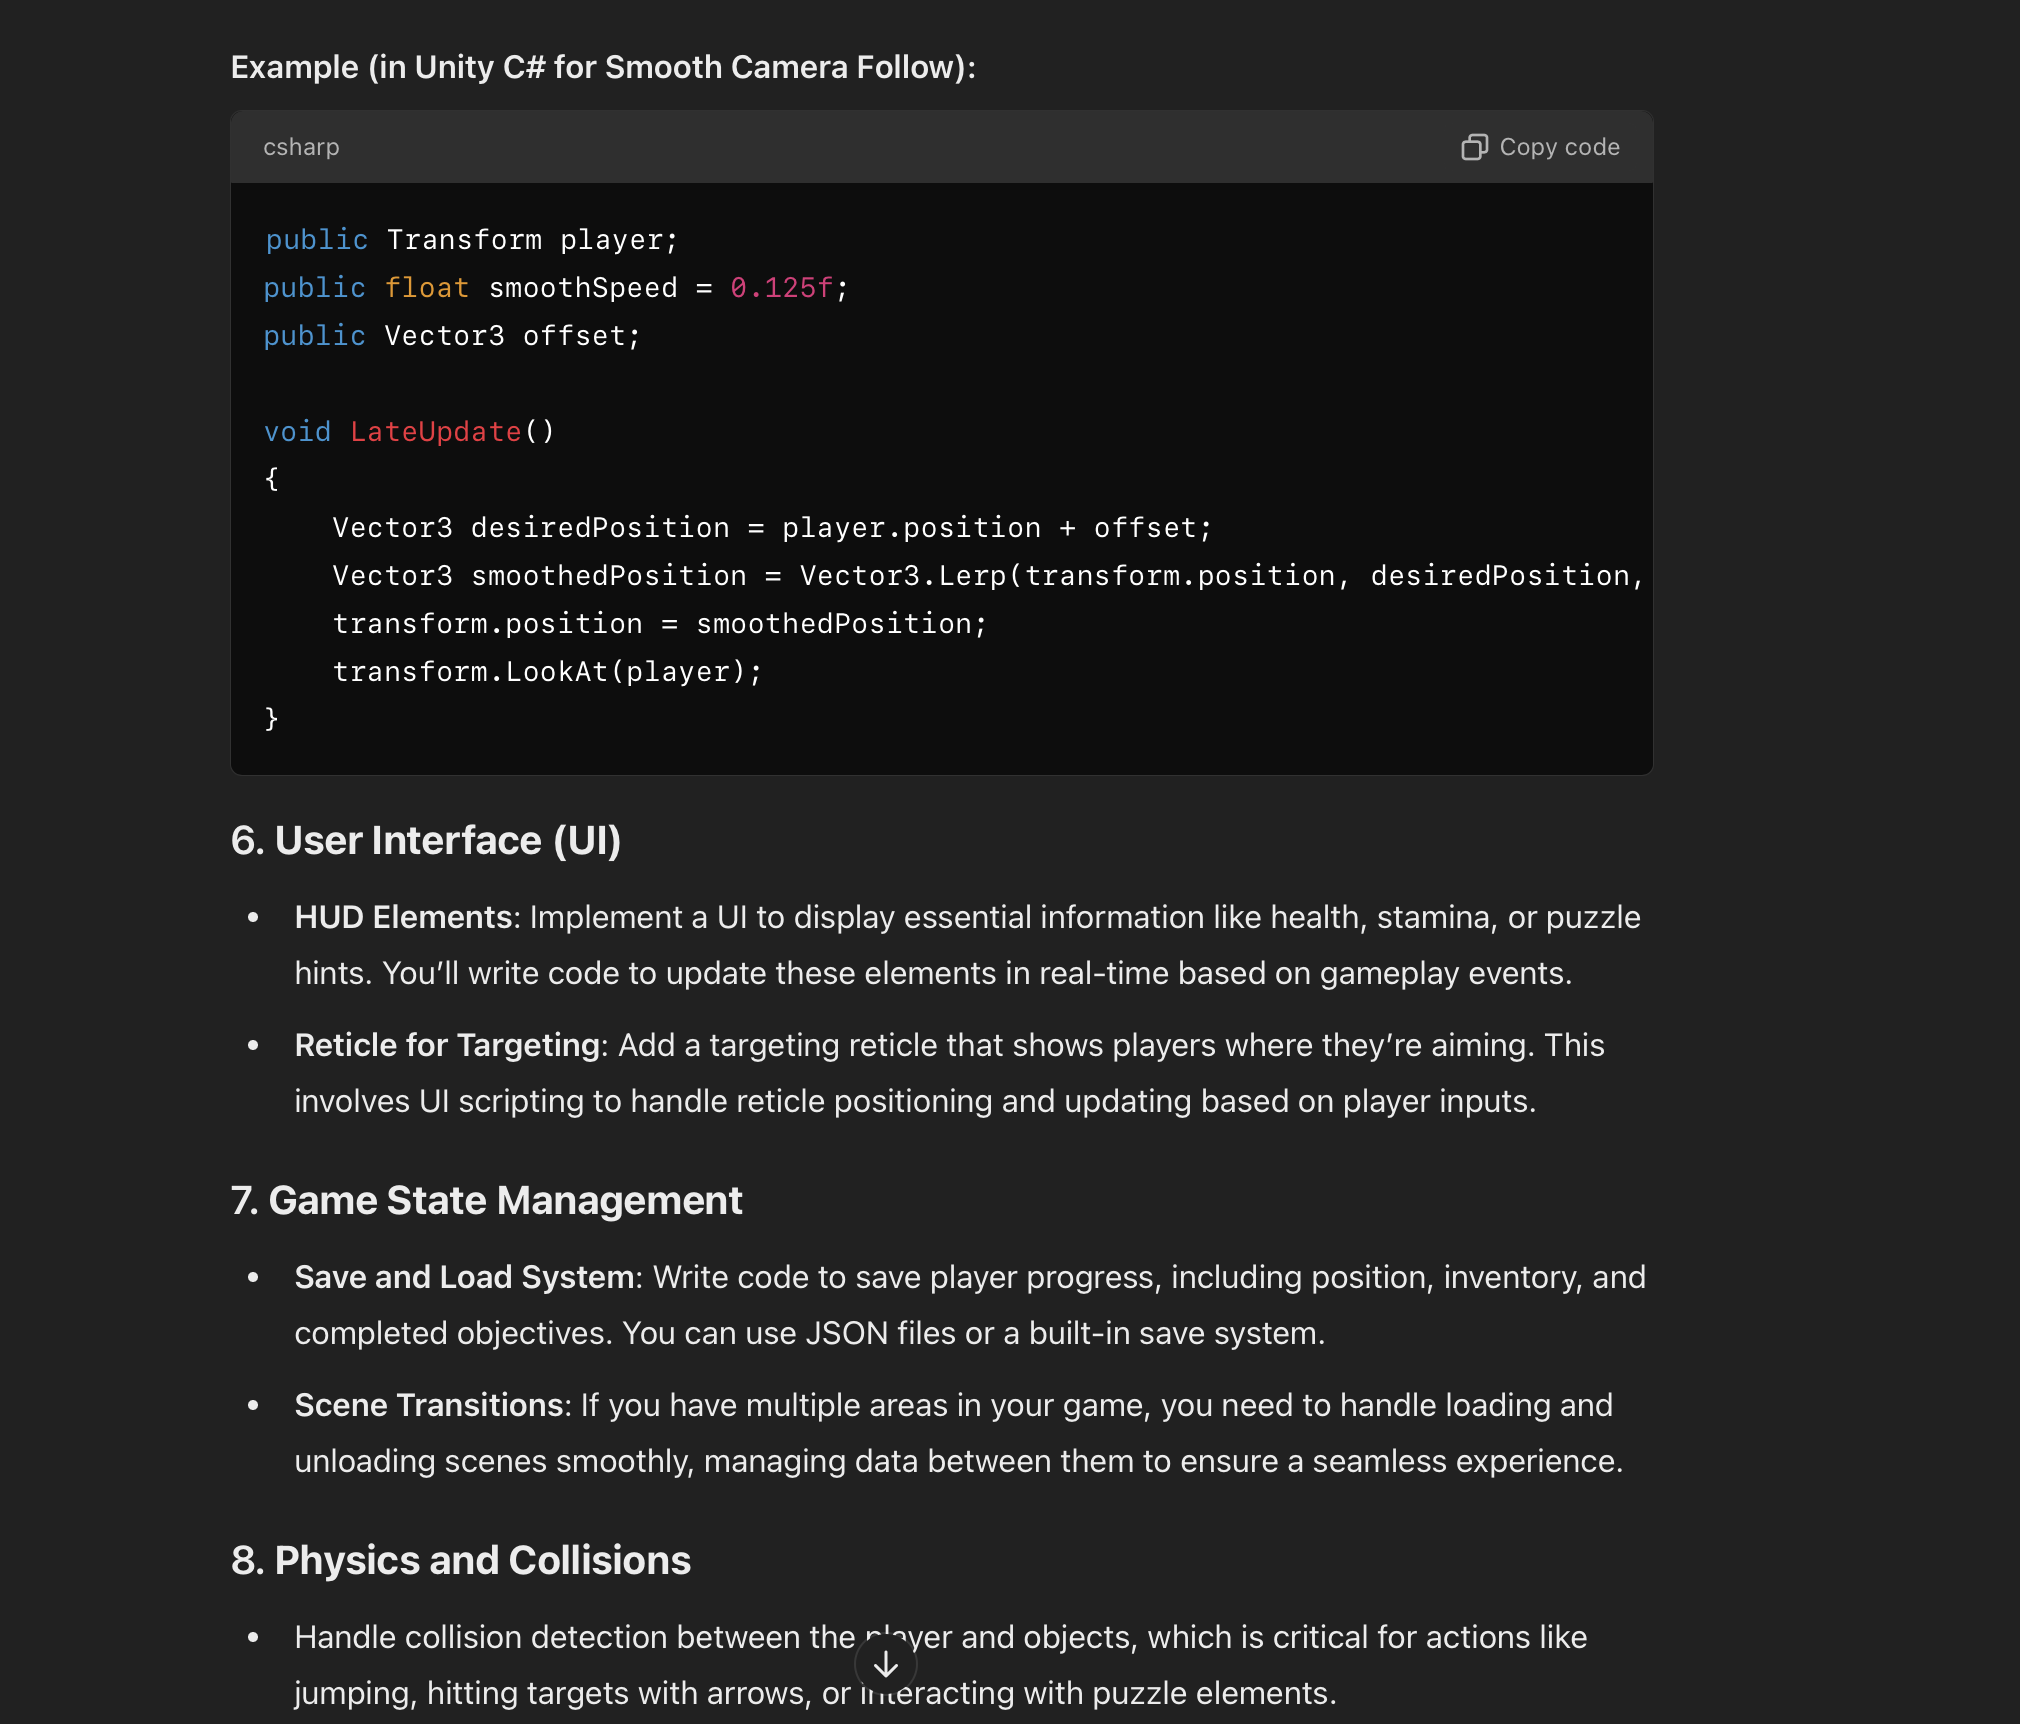 Example (in Unity C# for Smooth Camera Follow):
csharp
Copy code
public Transform player;
public float smoothSpeed = 0.125f;
public Vector3 offset;
void LateUpdate()
{
    Vector3 desiredPosition = player.position + offset;
    Vector3 smoothedPosition = Vector3.Lerp(transform.position, desiredPosition,
    transform.position = smoothedPosition;
    transform.LookAt(player);
}
6. User Interface (UI)
• HUD Elements: Implement a UI to display essential information like health, stamina, or puzzle
hints. You’ll write code to update these elements in real-time based on gameplay events.
• Reticle for Targeting: Add a targeting reticle that shows players where they’re aiming. This
involves UI scripting to handle reticle positioning and updating based on player inputs.
7. Game State Management
• Save and Load System: Write code to save player progress, including position, inventory, and
completed objectives. You can use JSON files or a built-in save system.
• Scene Transitions: If you have multiple areas in your game, you need to handle loading and
unloading scenes smoothly, managing data between them to ensure a seamless experience.
8. Physics and Collisions
• Handle collision detection between the player and objects, which is critical for actions like
jumping, hitting targets with arrows, or interacting with puzzle elements.